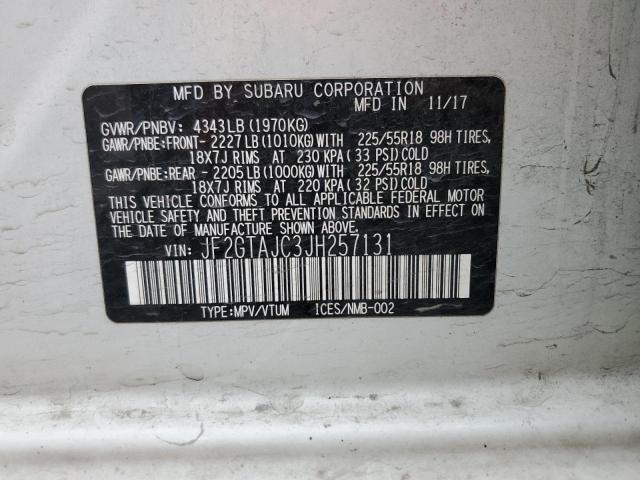 MFD BY SUBARU CORPORATION
MFD IN 11/17
GVWR/PNBV: 4343LB (1970KG)
GAWR/PNBE:FRONT- 2227LB (1010KG)WITH 225/55R18 98H TIRES,
18X7J RIMS AT 230 KPA (33 PSI)COLD
GAWR/PNBE:REAR - 2205LB (1000KG)WITH 225/55R18 98H TIRES,
18X7J RIMS AT 220 KPA (32 PSI)COLD
THIS VEHICLE CONFORMS TO ALL APPLICABLE FEDERAL MOTOR
VEHICLE SAFETY AND THEFT PREVENTION STANDARDS IN EFFECT
ON THE DATE OF MANUFACTURE SHOWN ABOVE.
VIN: JF2GTAJC3JH257131
TYPE:MPV/VTUM ICES/NMB-002